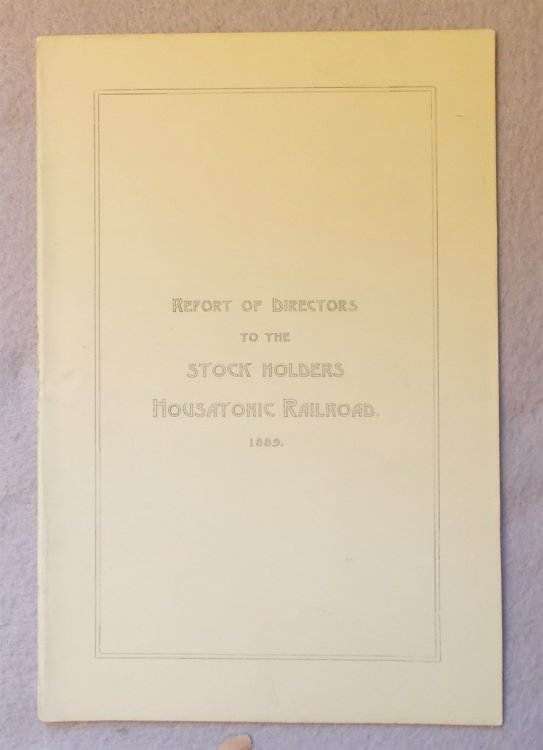 Report of Directors
to the
Stock Holders
Housatonic Railroad.
1889.